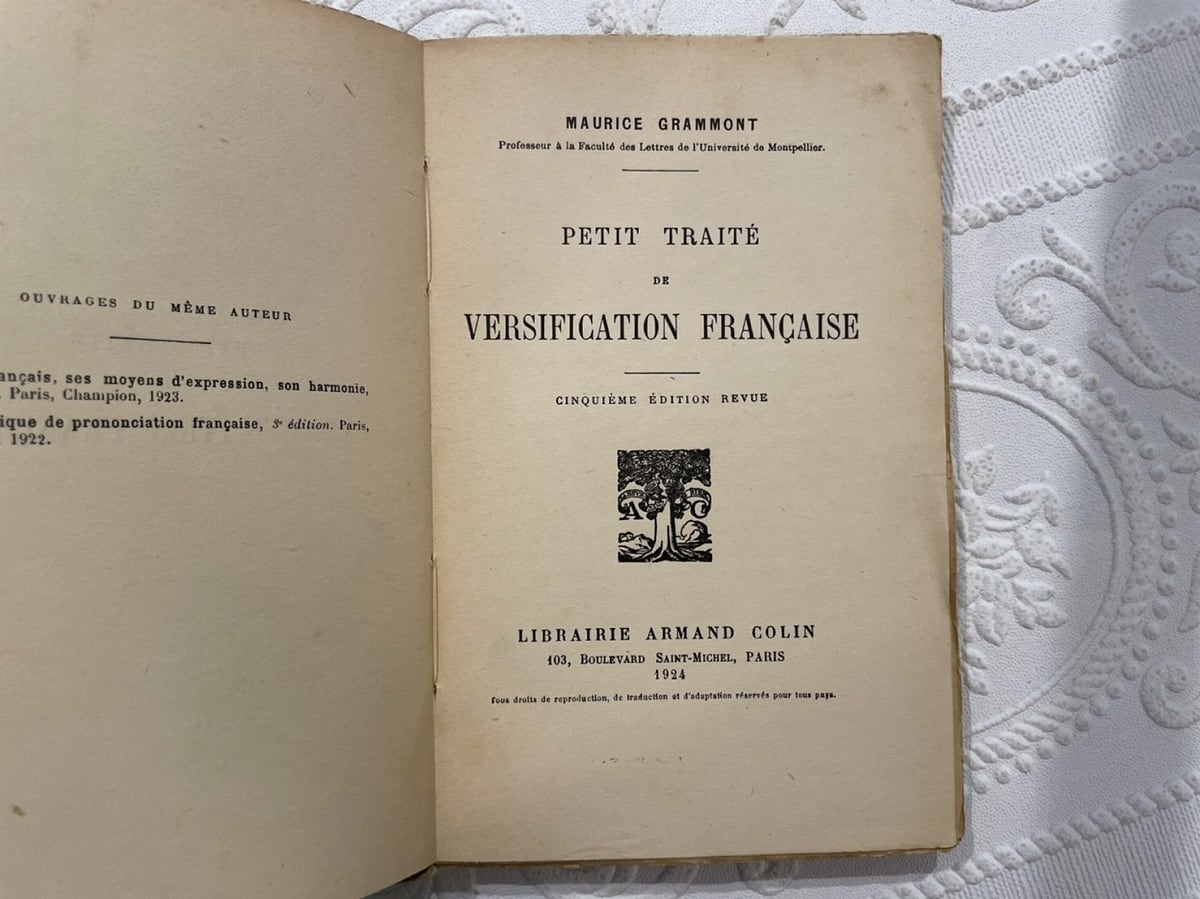 OUVRAGES DU MÊME AUTEUR
ançais, ses moyens d'expression, son harmonie,
. Paris, Champion, 1923.
ique de prononciation française, 3e édition. Paris,
1922.
MAURICE GRAMMONT
Professeur à la Faculté des Lettres de l'Université de Montpellier.
PETIT TRAITÉ
DE
VERSIFICATION FRANÇAISE
CINQUIÈME ÉDITION REVUE
A C
LIBRAIRIE ARMAND COLIN
103, BOULEVARD SAINT-MICHEL, PARIS
1924
Tous droits de reproduction, de traduction et d'adaptation réservés pour tous pays.